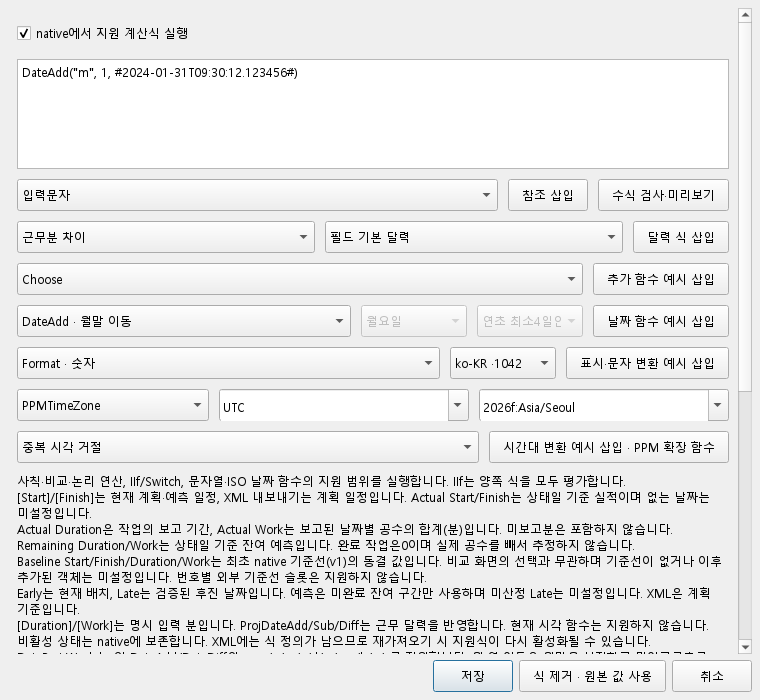 native에서 지원 계산식 실행
DateAdd("m", 1, #2024-01-31T09:30:12.123456#)
입력문자 참조 삽입 수식 검사·미리보기
근무분 차이 필드 기본 달력 달력 식 삽입
Choose 추가 함수 예시 삽입
DateAdd · 월말 이동 월요일 연초 최소4일인 날짜 함수 예시 삽입
Format · 숫자 ko-KR ·1042 표시·문자 변환 예시 삽입
PPMTimeZone UTC 2026f:Asia/Seoul
중복 시각 거절 시간대 변환 예시 삽입 · PPM 확장 함수
사칙·비교·논리 연산, IIf/Switch, 문자열·ISO 날짜 함수의 지원 범위를 실행합니다. IIf는 양쪽 식을 모두 평가합니다.
[Start]/[Finish]는 현재 계획·예측 일정, XML 내보내기는 계획 일정입니다. Actual Start/Finish는 상태일 기준 실적이며 없는 날짜는
미설정입니다.
Actual Duration은 작업의 보고 기간, Actual Work는 보고된 날짜별 공수의 합계(분)입니다. 미보고분은 포함하지 않습니다.
Remaining Duration/Work는 상태일 기준 잔여 예측입니다. 완료 작업은0이며 실제 공수를 빼서 추정하지 않습니다.
Baseline Start/Finish/Duration/Work는 최초 native 기준선(v1)의 동결 값입니다. 비교 화면의 선택과 무관하며 기준선이 없거나 이후
추가된 객체는 미설정입니다. 번호별 외부 기준선 슬롯은 지원하지 않습니다.
Early는 현재 배치, Late는 검증된 후진 날짜입니다. 예측은 미완료 잔여 구간만 사용하며 미산정 Late는 미설정입니다. XML은 계획
기준입니다.
[Duration]/[Work]는 명시 입력 분입니다. ProjDateAdd/Sub/Diff는 근무 달력을 반영합니다. 현재 시각 함수는 지원하지 않습니다.
비활성 상태는 native에 보존합니다. XML에는 식 정의가 남으므로 재가져오기 시 지원식이 다시 활성화될 수 있습니다.
저장 식 제거 · 원본 값 사용 취소